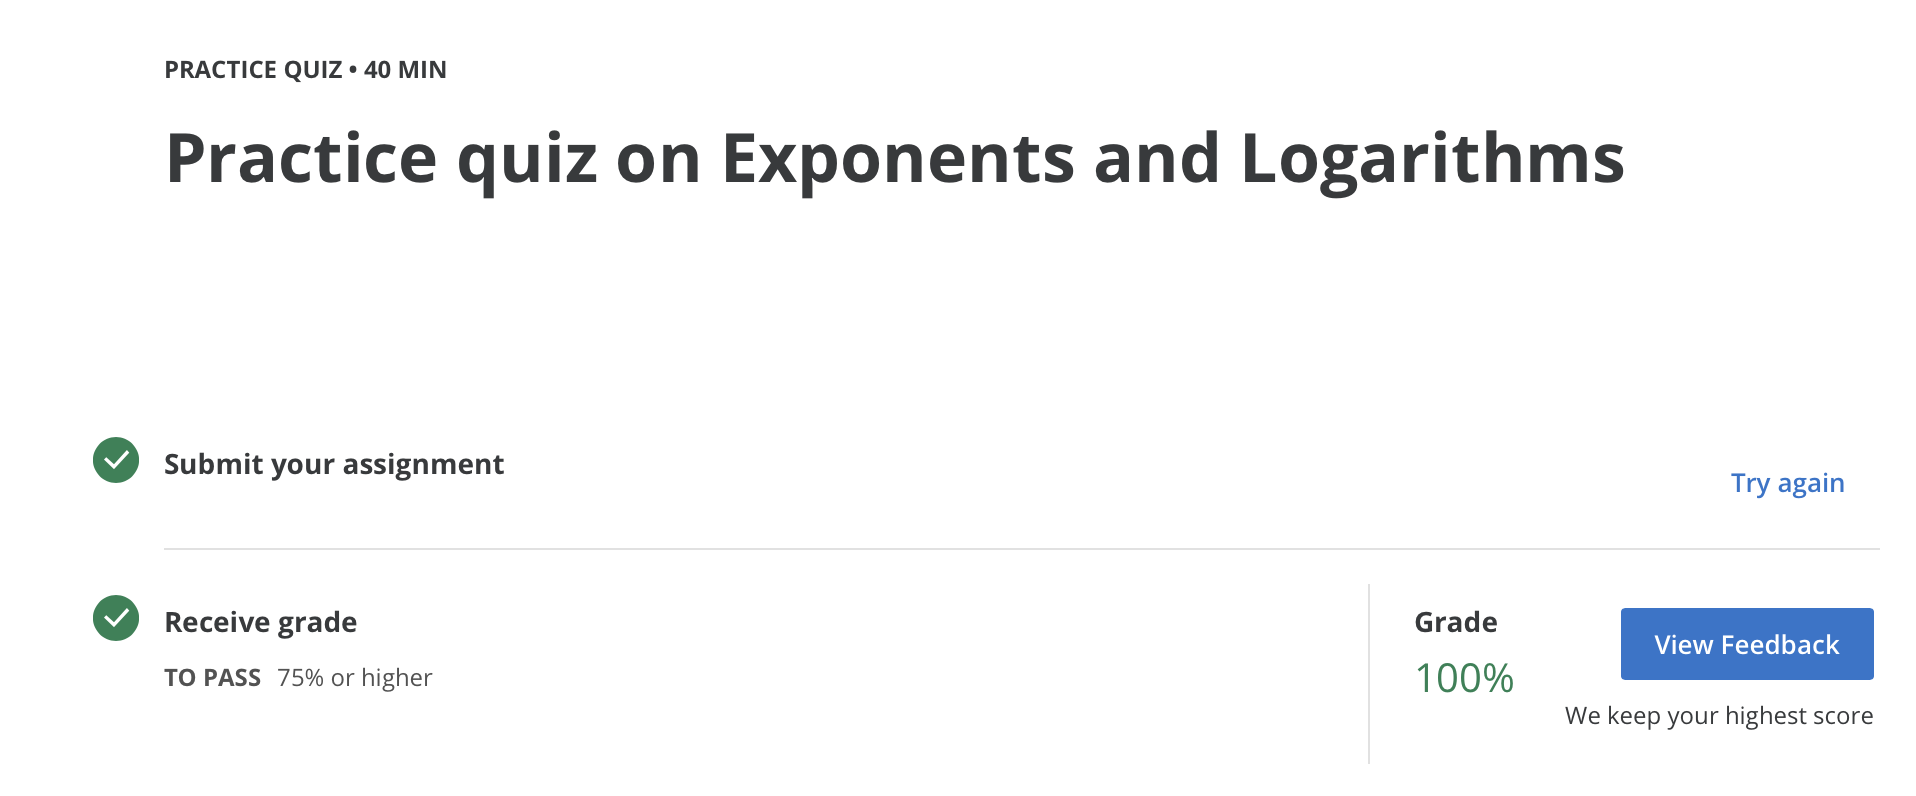 PRACTICE QUIZ • 40 MIN
Practice quiz on Exponents and Logarithms
Submit your assignment
Try again
Receive grade
TO PASS 75% or higher
Grade
100%
View Feedback
We keep your highest score